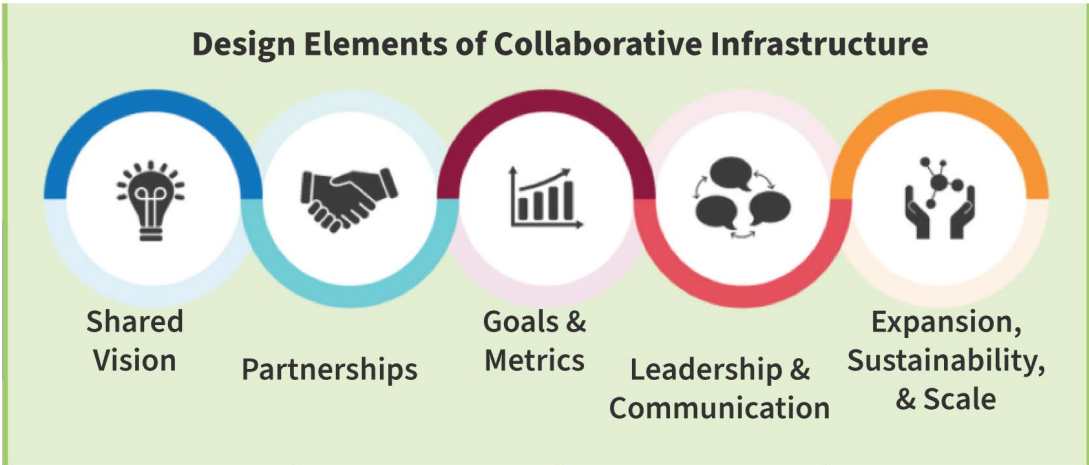 Design Elements of Collaborative Infrastructure
Shared
Vision
Partnerships
Goals &
Metrics
Leadership &
Communication
Expansion,
Sustainability,
& Scale